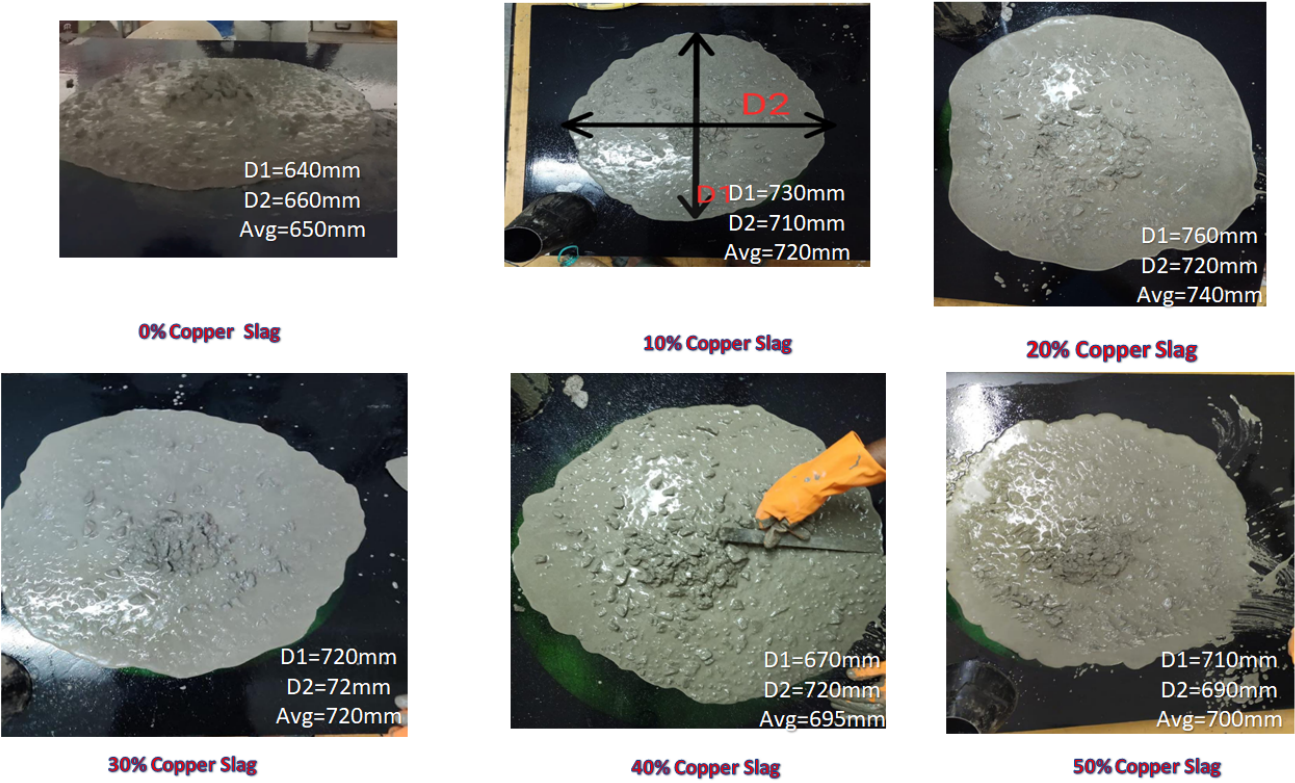 D1=640mm
D2=660mm
Avg=650mm
0% Copper Slag
D2
D1
D1=730mm
D2=710mm
Avg=720mm
10% Copper Slag
D1=760mm
D2=720mm
Avg=740mm
20% Copper Slag
D1=720mm
D2=72mm
Avg=720mm
30% Copper Slag
D1=670mm
D2=720mm
Avg=695mm
40% Copper Slag
D1=710mm
D2=690mm
Avg=700mm
50% Copper Slag